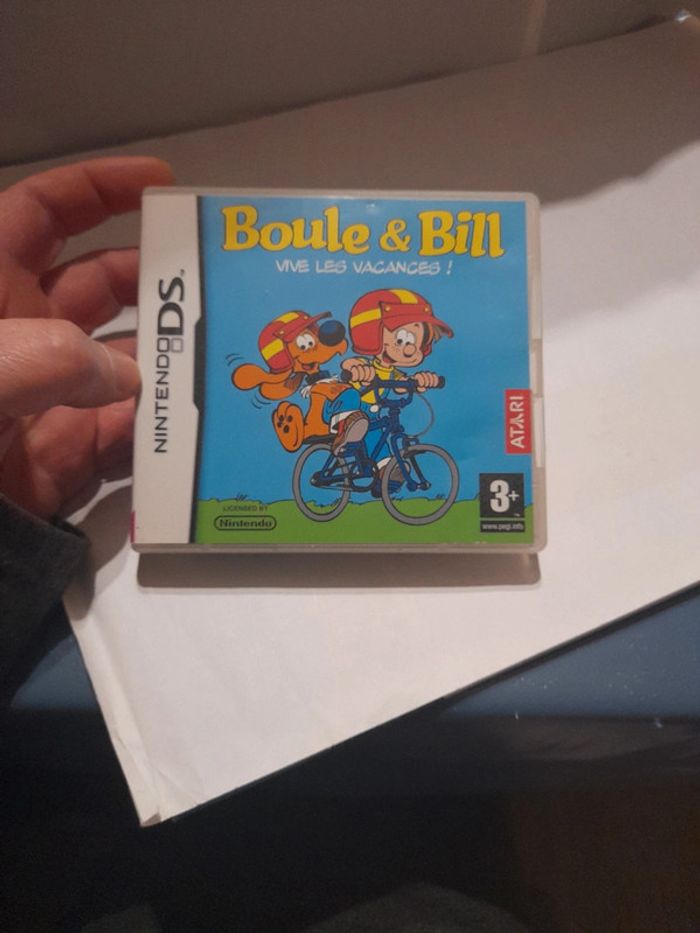 NINTENDO DS
Boule & Bill
VIVE LES VACANCES !
ATARI
3+
www.pegi.info
LICENSED BY
Nintendo